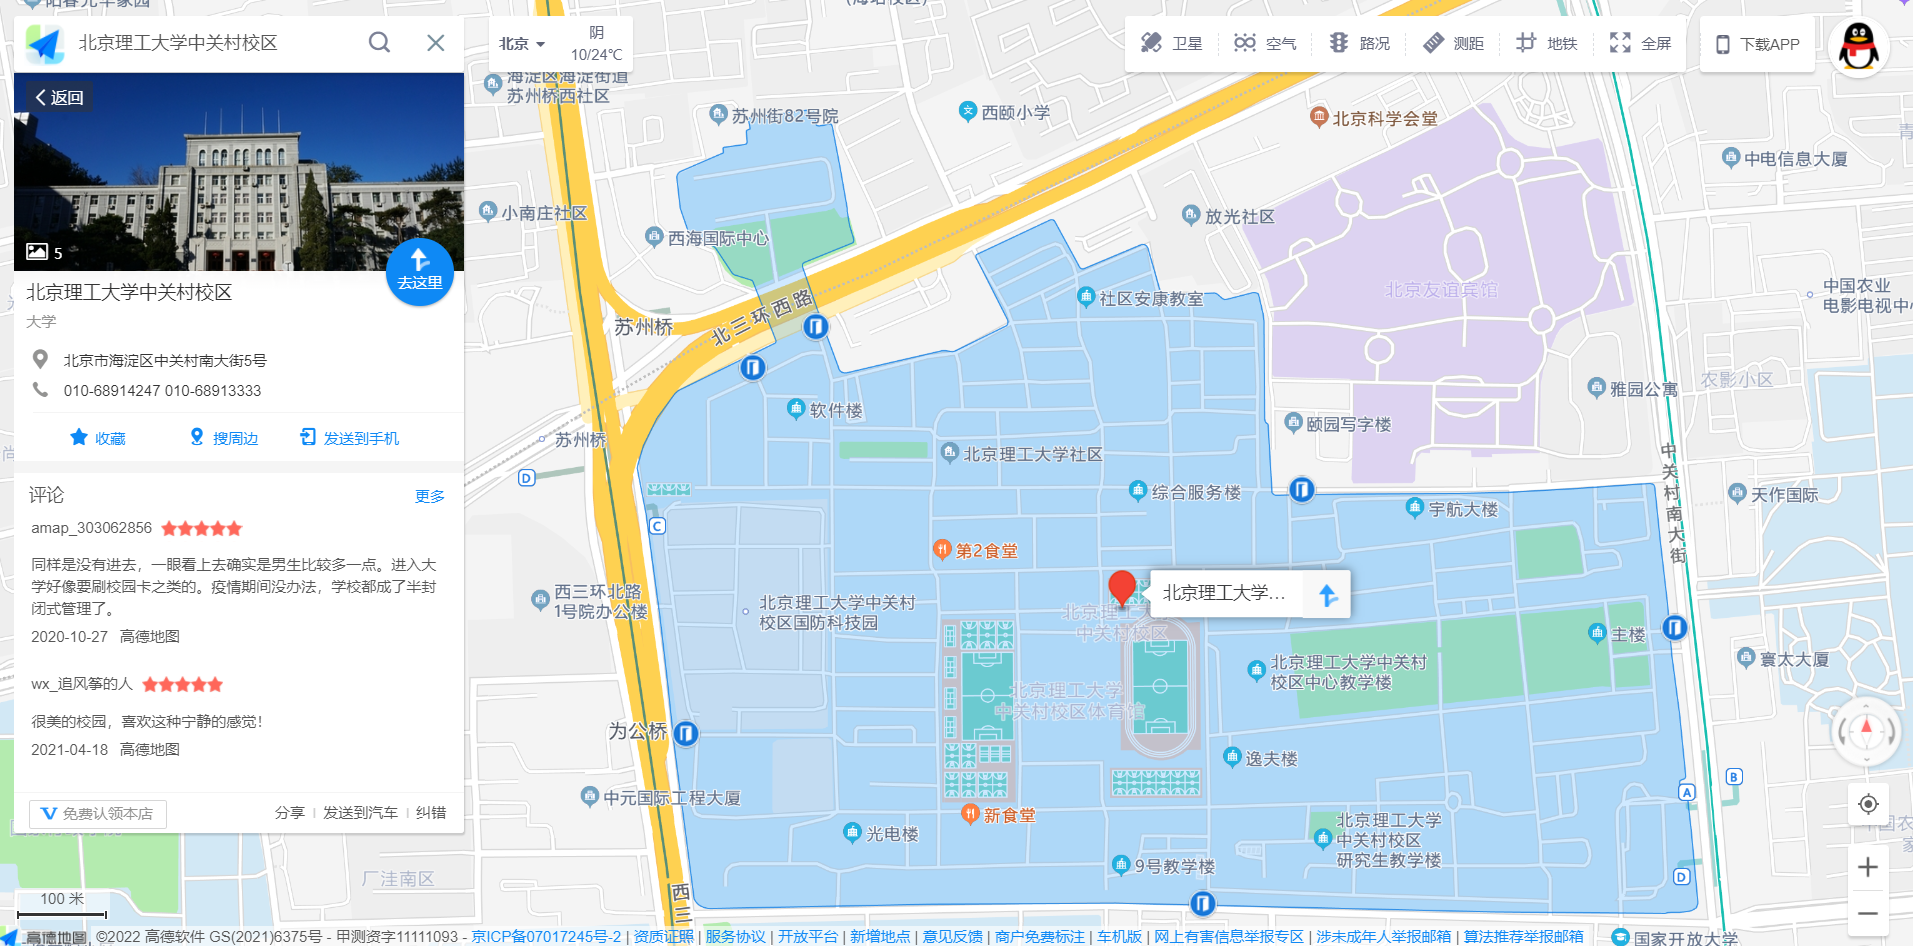 北京理工大学中关村校区
返回
5
去这里
北京理工大学中关村校区
大学
北京市海淀区中关村南大街5号
010-68914247 010-68913333
收藏
搜周边
发送到手机
评论
更多
amap_303062856
同样是没有进去，一眼看上去确实是男生比较多一点。进入大
学好像要刷校园卡之类的。疫情期间没办法，学校都成了半封
闭式管理了。
2020-10-27 高德地图
wx_追风筝的人
很美的校园，喜欢这种宁静的感觉！
2021-04-18 高德地图
免费认领本店
分享
发送到汽车
纠错
北京
阴
10/24℃
卫星
空气
路况
测距
地铁
全屏
下载APP
海淀区海淀街道
苏州桥西社区
苏州街82号院
西颐小学
北京科学会堂
中电信息大厦
小南庄社区
西海国际中心
放光社区
北京友谊宾馆
中国农业
电影电视中心
社区安康教室
苏州桥
北三环西路
苏州桥
软件楼
北京理工大学社区
综合服务楼
颐园写字楼
雅园公寓
农影小区
宇航大楼
天作国际
中关村南大街
D
C
第2食堂
北京理工大学...
西三环北路
1号院办公楼
北京理工大学中关村
校区国防科技园
北京理工大
中关村校区
主楼
寰太大厦
北京理工大学中关村
校区中心教学楼
北京理工大学
中关村校区体育馆
为公桥
逸夫楼
中元国际工程大厦
新食堂
光电楼
9号教学楼
北京理工大学
中关村校区
研究生教学楼
B
A
D
厂洼南区
西三
国家开放大学
100 米
高德地图
©2022 高德软件 GS(2021)6375号 - 甲测资字11111093 - 京ICP备07017245号-2 | 资质证照 | 服务协议 | 开放平台 | 新增地点 | 意见反馈 | 商户免费标注 | 车机版 | 网上有害信息举报专区 | 涉未成年人举报邮箱 | 算法推荐举报邮箱